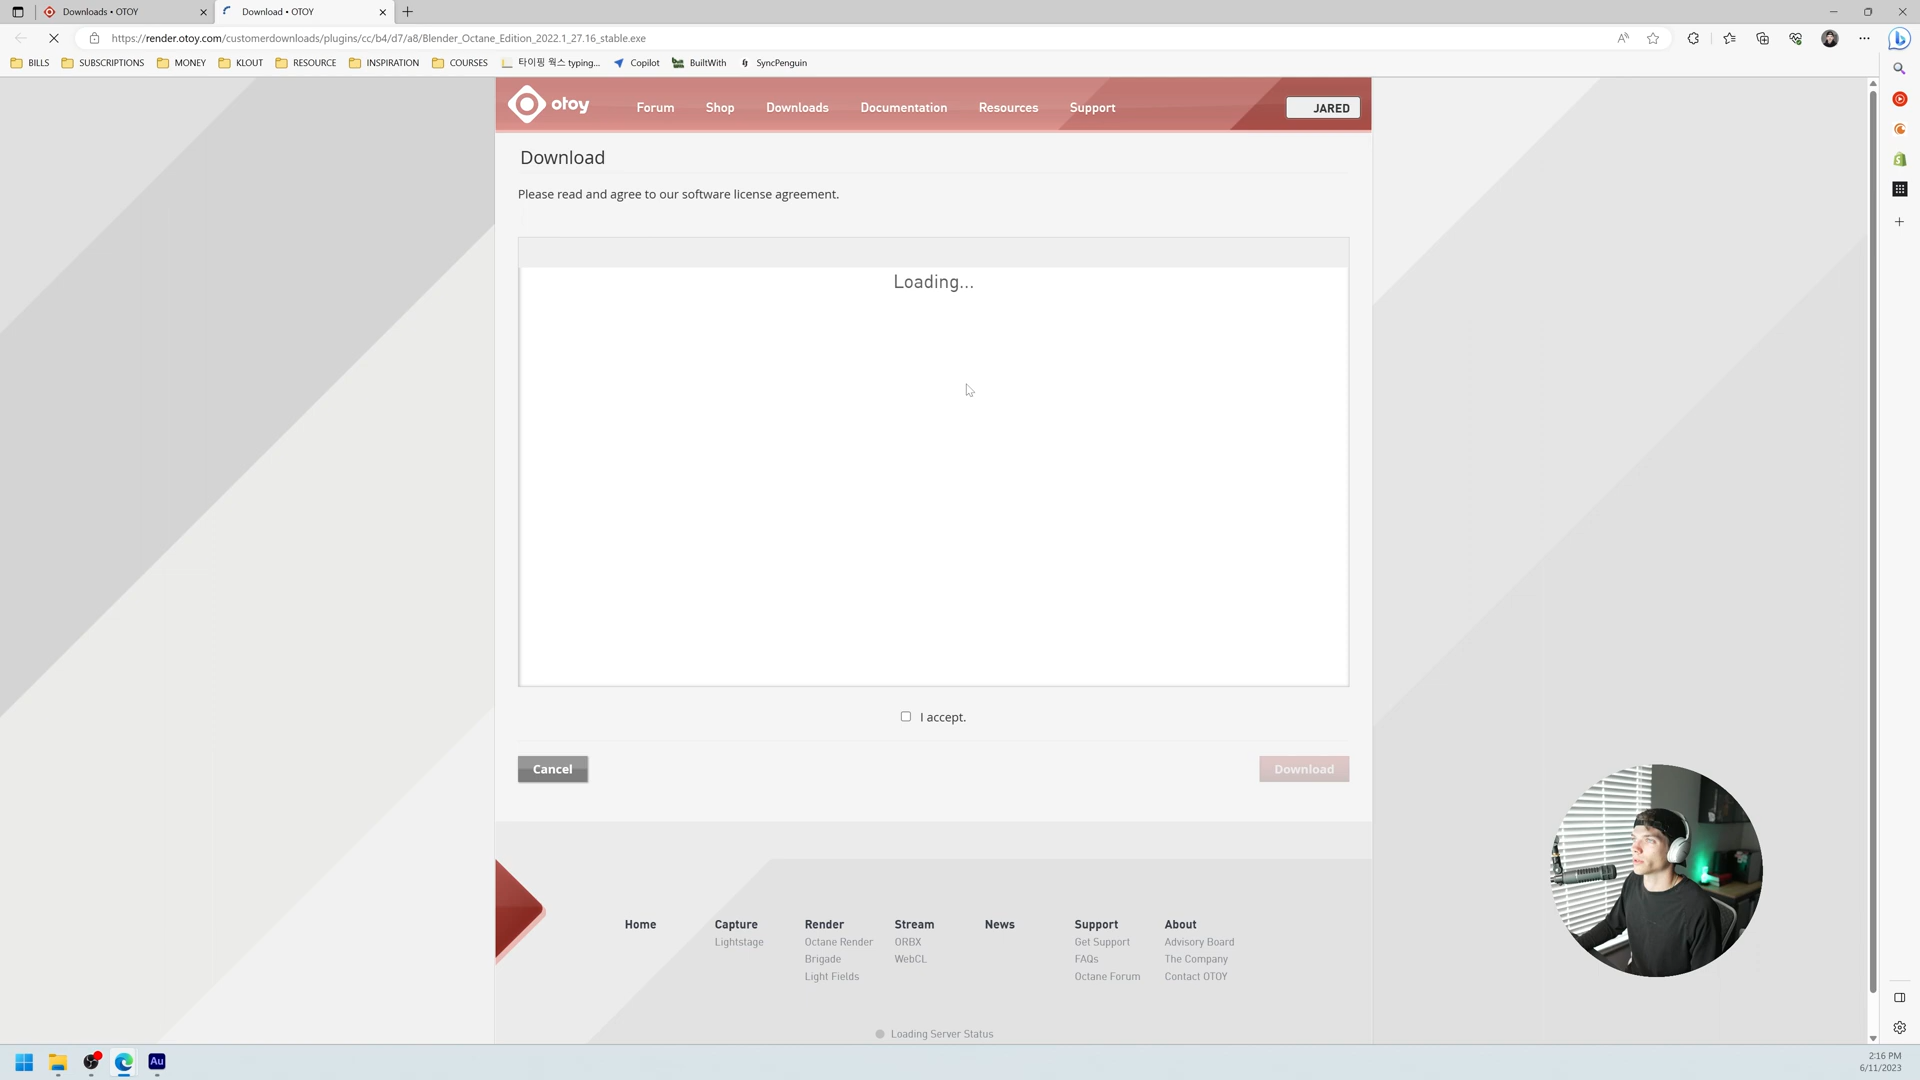 Downloads • OTOY
Download • OTOY
https://render.otoy.com/customerdownloads/plugins/cc/b4/d7/a8/Blender_Octane_Edition_2022.1_27.16_stable.exe
BILLS
SUBSCRIPTIONS
MONEY
KLOUT
RESOURCE
INSPIRATION
COURSES
타이핑 웍스 typing...
Copilot
BuiltWith
SyncPenguin
otoy
Forum
Shop
Downloads
Documentation
Resources
Support
JARED
Download
Please read and agree to our software license agreement.
Loading...
I accept.
Cancel
Download
Home
Capture
Lightstage
Render
Octane Render
Brigade
Light Fields
Stream
ORBX
WebCL
News
Support
Get Support
FAQs
Octane Forum
About
Advisory Board
The Company
Contact OTOY
Loading Server Status
Au
2:16 PM
6/11/2023